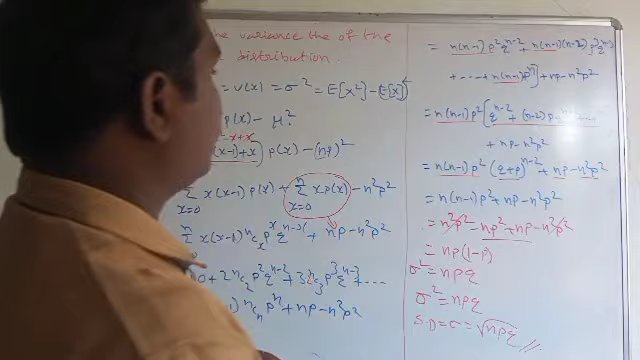 he variance the of the
distribution.
= v(x) = σ² = E[x²] - (E[x])²
p(x) - μ².
-x+x
(x-1)+x] p(x) - (np)²
Σ x(x-1) p(x) + Σ x p(x) - n²p²
x=0 x=0
Σ x(x-1) nCx pˣ qⁿ⁻ˣ + np - n²p²
0 + 2 nC₂ p² qⁿ⁻² + 3.2 nC₃ p³ qⁿ⁻³ + ...
) nCn pⁿ + np - n²p²
= n(n-1) p² qⁿ⁻² + n(n-1)(n-2) p³ qⁿ⁻³
+ ... + n(n-1) pⁿ] + np - n²p²
= n(n-1) p² [qⁿ⁻² + (n-2) p
+ np - n²p²
= n(n-1) p² (q+p)ⁿ⁻² + np - n²p²
= n(n-1) p² + np - n²p²
= n²p² - np² + np - n²p²
= np(1-p)
σ² = npq
σ² = npq
S.D = σ = √npq //